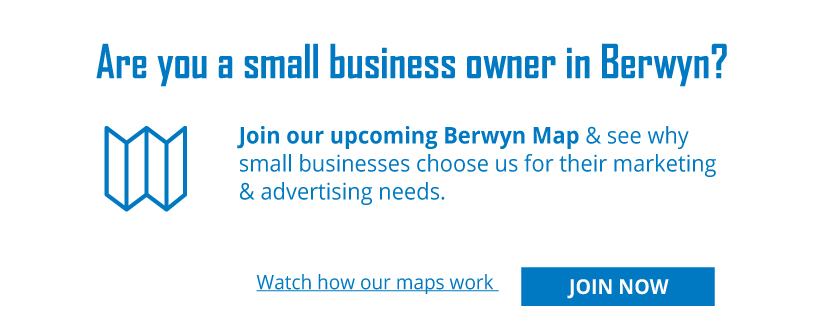 Are you a small business owner in Berwyn?
Join our upcoming Berwyn Map & see why
small businesses choose us for their marketing
& advertising needs.
Watch how our maps work
JOIN NOW